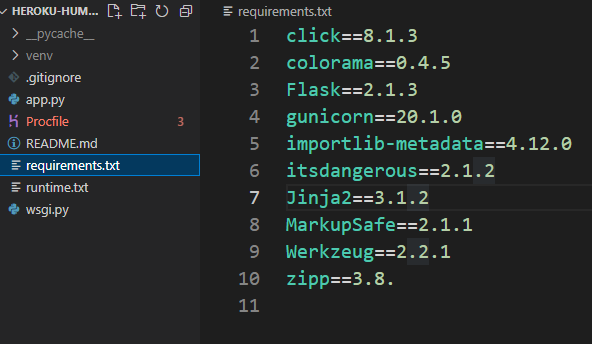 HEROKU-HUM...
__pycache__
venv
.gitignore
app.py
Procfile 3
README.md
requirements.txt
runtime.txt
wsgi.py
requirements.txt
1 click==8.1.3
2 colorama==0.4.5
3 Flask==2.1.3
4 gunicorn==20.1.0
5 importlib-metadata==4.12.0
6 itsdangerous==2.1.2
7 Jinja2==3.1.2
8 MarkupSafe==2.1.1
9 Werkzeug==2.2.1
10 zipp==3.8.
11